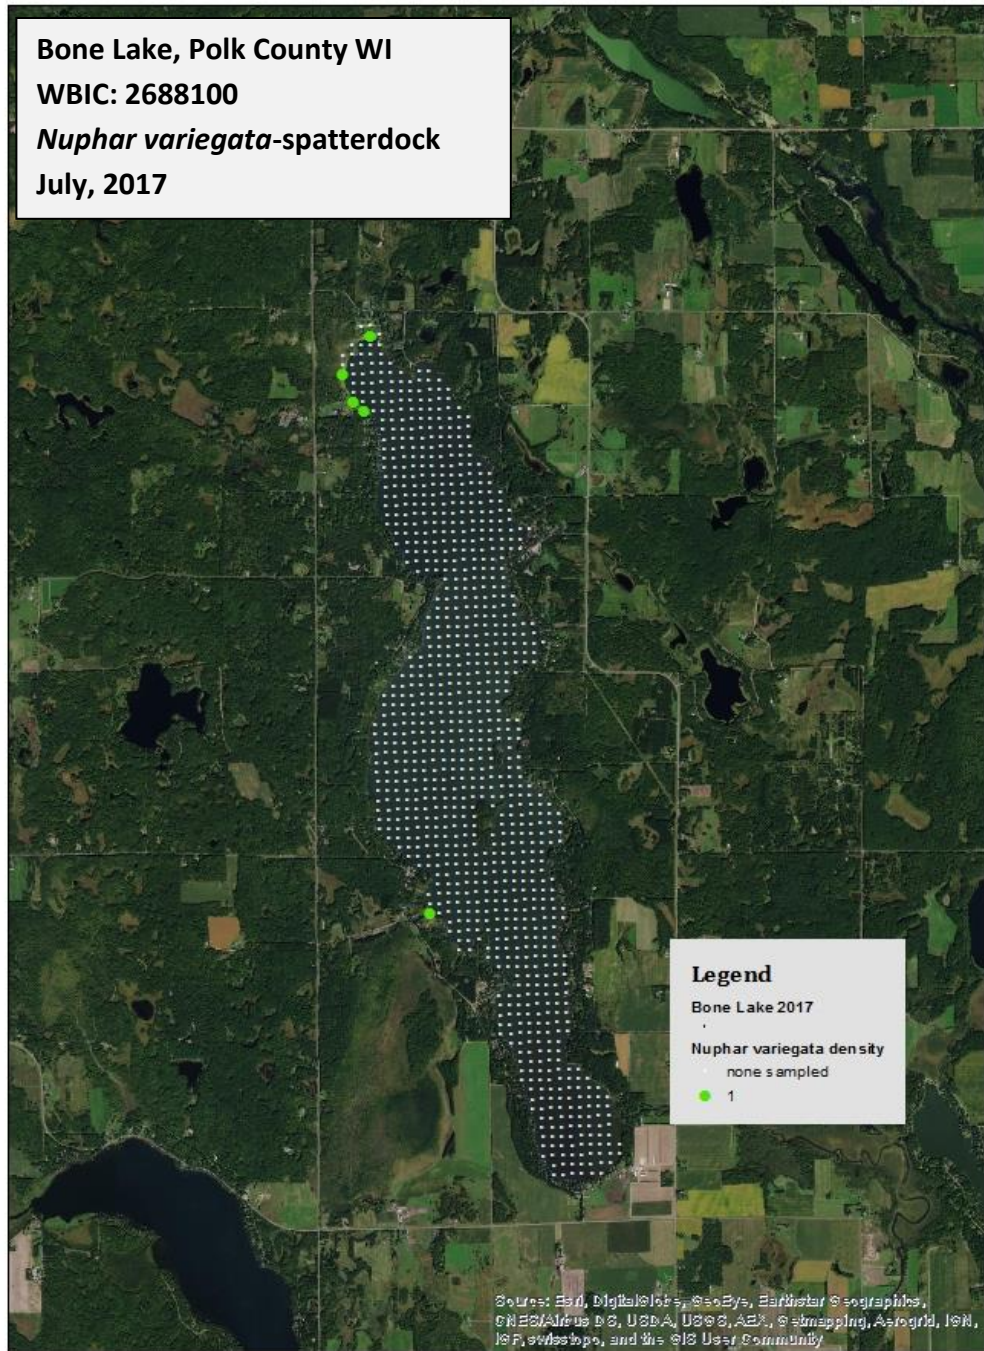 Bone Lake, Polk County WI
WBIC: 2688100
Nuphar variegata-spatterdock
July, 2017
Legend
Bone Lake 2017
Nuphar variegata density
none sampled
1
Source: Esri, DigitalGlobe, GeoEye, Earthstar Geographics,
CNES/Airbus DS, USDA, USGS, AEX, Getmapping, Aerogrid, IGN,
IGP, swisstopo, and the GIS User Community